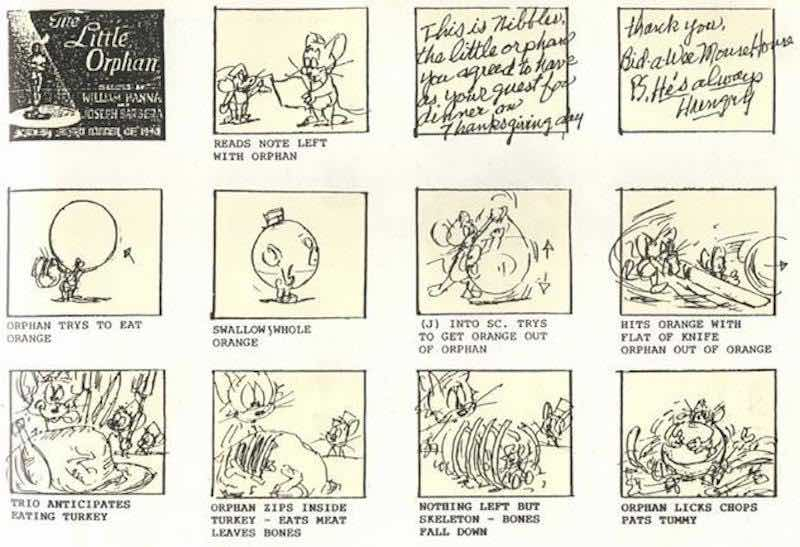 The
Little
Orphan
DIRECTED BY
WILLIAM HANNA
JOSEPH BARBERA
READS NOTE LEFT
WITH ORPHAN
This is Nibbles,
the little orphan
you agreed to have
as your guest for
dinner on
Thanksgiving day
thank you,
Bid-a-Wee Mouse House
P.S. He's always
Hungry
ORPHAN TRYS TO EAT
ORANGE
SWALLOWS WHOLE
ORANGE
(J) INTO SC. TRYS
TO GET ORANGE OUT
OF ORPHAN
HITS ORANGE WITH
FLAT OF KNIFE
ORPHAN OUT OF ORANGE
TRIO ANTICIPATES
EATING TURKEY
ORPHAN ZIPS INSIDE
TURKEY - EATS MEAT
LEAVES BONES
NOTHING LEFT BUT
SKELETON - BONES
FALL DOWN
ORPHAN LICKS CHOPS
PATS TUMMY